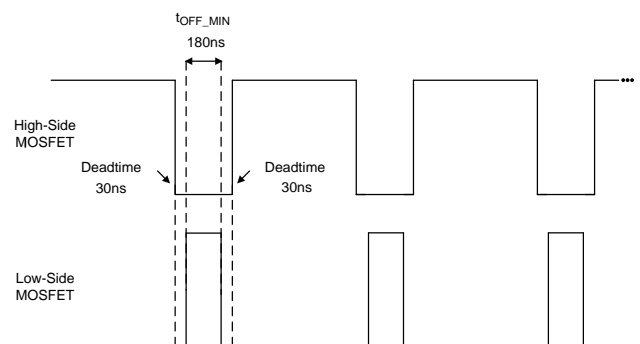 tOFF_MIN
180ns
High-Side
MOSFET
Deadtime
30ns
Deadtime
30ns
Low-Side
MOSFET